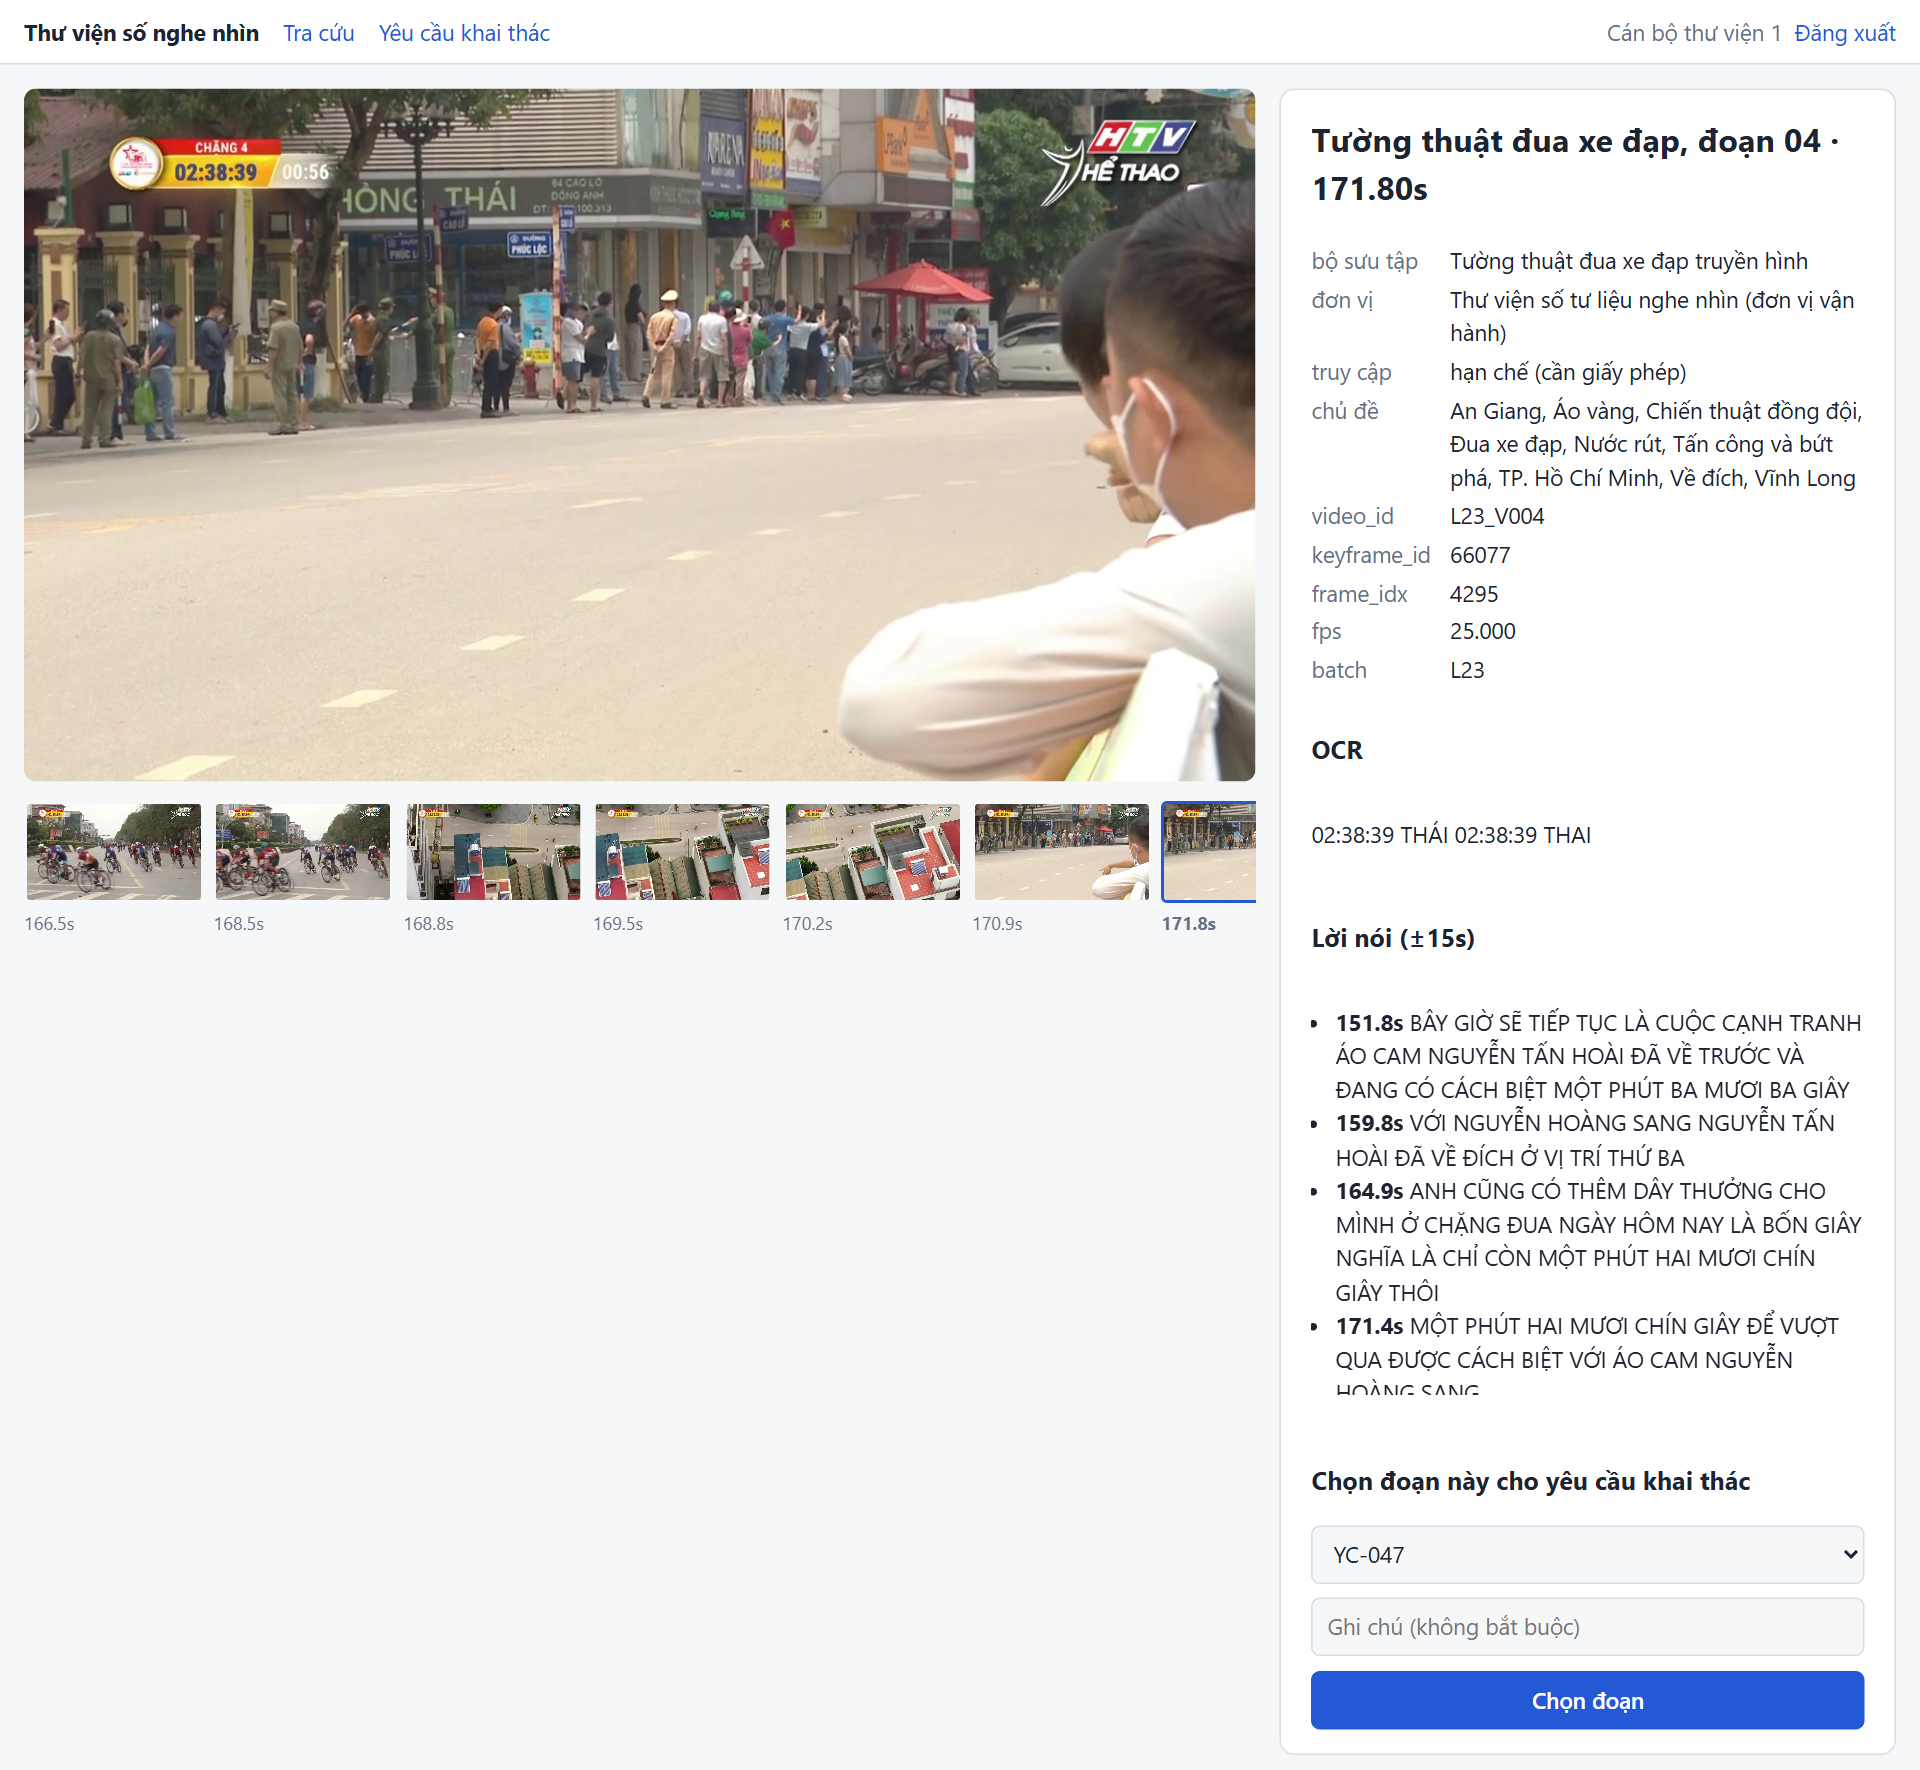 Thư viện số nghe nhìn Tra cứu Yêu cầu khai thác Cán bộ thư viện 1 Đăng xuất
CHẶNG 4
02:38:39 00:56
HTV
THỂ THAO
THÁI
64 CAO LỖ
ĐÔNG ANH
ĐƯỜNG
PHÚC LỘC
166.5s 168.5s 168.8s 169.5s 170.2s 170.9s 171.8s
Tường thuật đua xe đạp, đoạn 04 ·
171.80s
bộ sưu tập Tường thuật đua xe đạp truyền hình
đơn vị Thư viện số tư liệu nghe nhìn (đơn vị vận
hành)
truy cập hạn chế (cần giấy phép)
chủ đề An Giang, Áo vàng, Chiến thuật đồng đội,
Đua xe đạp, Nước rút, Tấn công và bứt
phá, TP. Hồ Chí Minh, Về đích, Vĩnh Long
video_id L23_V004
keyframe_id 66077
frame_idx 4295
fps 25.000
batch L23
OCR
02:38:39 THÁI 02:38:39 THAI
Lời nói (±15s)
151.8s BÂY GIỜ SẼ TIẾP TỤC LÀ CUỘC CẠNH TRANH
ÁO CAM NGUYỄN TẤN HOÀI ĐÃ VỀ TRƯỚC VÀ
ĐANG CÓ CÁCH BIỆT MỘT PHÚT BA MƯƠI BA GIÂY
159.8s VỚI NGUYỄN HOÀNG SANG NGUYỄN TẤN
HOÀI ĐÃ VỀ ĐÍCH Ở VỊ TRÍ THỨ BA
164.9s ANH CŨNG CÓ THÊM DÂY THƯỞNG CHO
MÌNH Ở CHẶNG ĐUA NGÀY HÔM NAY LÀ BỐN GIÂY
NGHĨA LÀ CHỈ CÒN MỘT PHÚT HAI MƯƠI CHÍN
GIÂY THÔI
171.4s MỘT PHÚT HAI MƯƠI CHÍN GIÂY ĐỂ VƯỢT
QUA ĐƯỢC CÁCH BIỆT VỚI ÁO CAM NGUYỄN
HOÀNG SANG
Chọn đoạn này cho yêu cầu khai thác
YC-047
Ghi chú (không bắt buộc)
Chọn đoạn